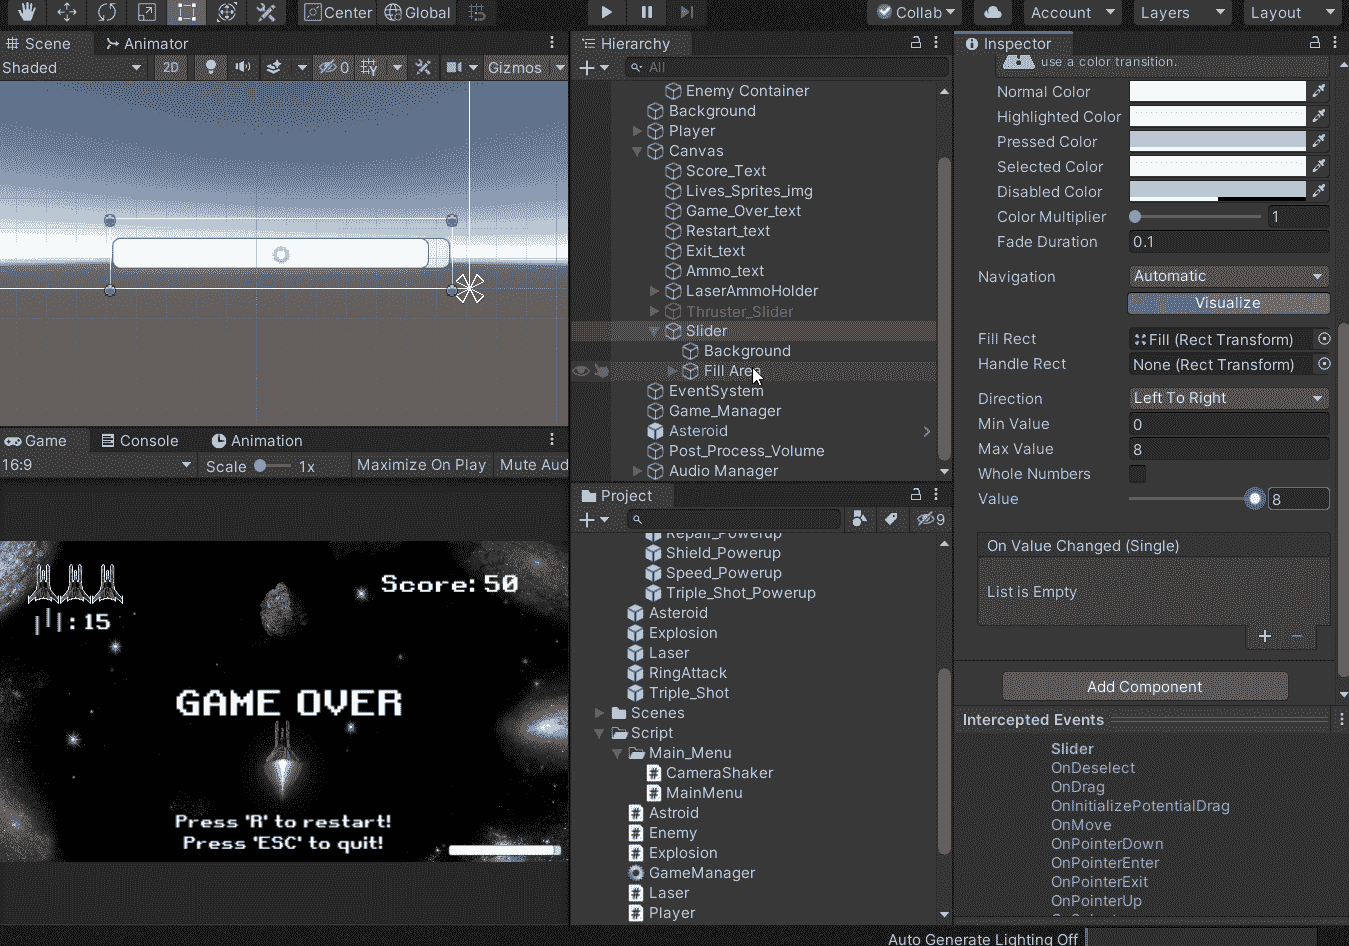 Center
Global
Collab
Account
Layers
Layout
Scene
Animator
Shaded
2D
0
Gizmos
Hierarchy
All
Enemy Container
Background
Player
Canvas
Score_Text
Lives_Sprites_img
Game_Over_text
Restart_text
Exit_text
Ammo_text
LaserAmmoHolder
Thruster_Slider
Slider
Background
Fill Area
EventSystem
Game_Manager
Asteroid
Post_Process_Volume
Audio Manager
Game
Console
Animation
16:9
Scale
1x
Maximize On Play
Mute Aud
Score: 50
: 15
GAME OVER
Press 'R' to restart!
Press 'ESC' to quit!
Project
9
Repair_Powerup
Shield_Powerup
Speed_Powerup
Triple_Shot_Powerup
Asteroid
Explosion
Laser
RingAttack
Triple_Shot
Scenes
Script
Main_Menu
CameraShaker
MainMenu
Astroid
Enemy
Explosion
GameManager
Laser
Player
Inspector
use a color transition.
Normal Color
Highlighted Color
Pressed Color
Selected Color
Disabled Color
Color Multiplier 1
Fade Duration 0.1
Navigation Automatic
Visualize
Fill Rect Fill (Rect Transform)
Handle Rect None (Rect Transform)
Direction Left To Right
Min Value 0
Max Value 8
Whole Numbers
Value 8
On Value Changed (Single)
List is Empty
Add Component
Intercepted Events
Slider
OnDeselect
OnDrag
OnInitializePotentialDrag
OnMove
OnPointerDown
OnPointerEnter
OnPointerExit
OnPointerUp
Auto Generate Lighting Off